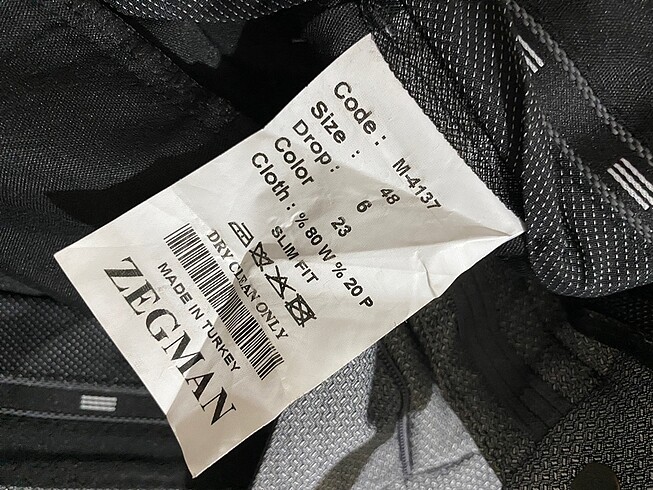 Code : M-4137
Size : 48
Drop : 6
Color 23
Cloth : % 80 W % 20 P
SLIM FIT
DRY CLEAN ONLY
MADE IN TURKEY
ZEGMAN